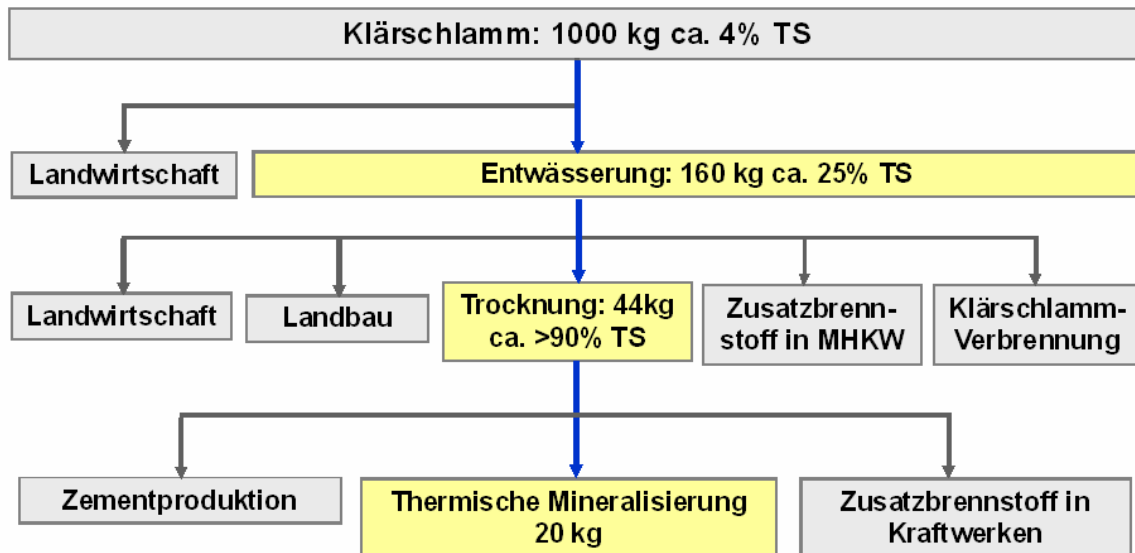 Klärschlamm: 1000 kg ca. 4% TS
Landwirtschaft
Entwässerung: 160 kg ca. 25% TS
Landwirtschaft
Landbau
Trocknung: 44kg
ca. >90% TS
Zusatzbrenn-
stoff in MHKW
Klärschlamm-
Verbrennung
Zementproduktion
Thermische Mineralisierung
20 kg
Zusatzbrennstoff in
Kraftwerken